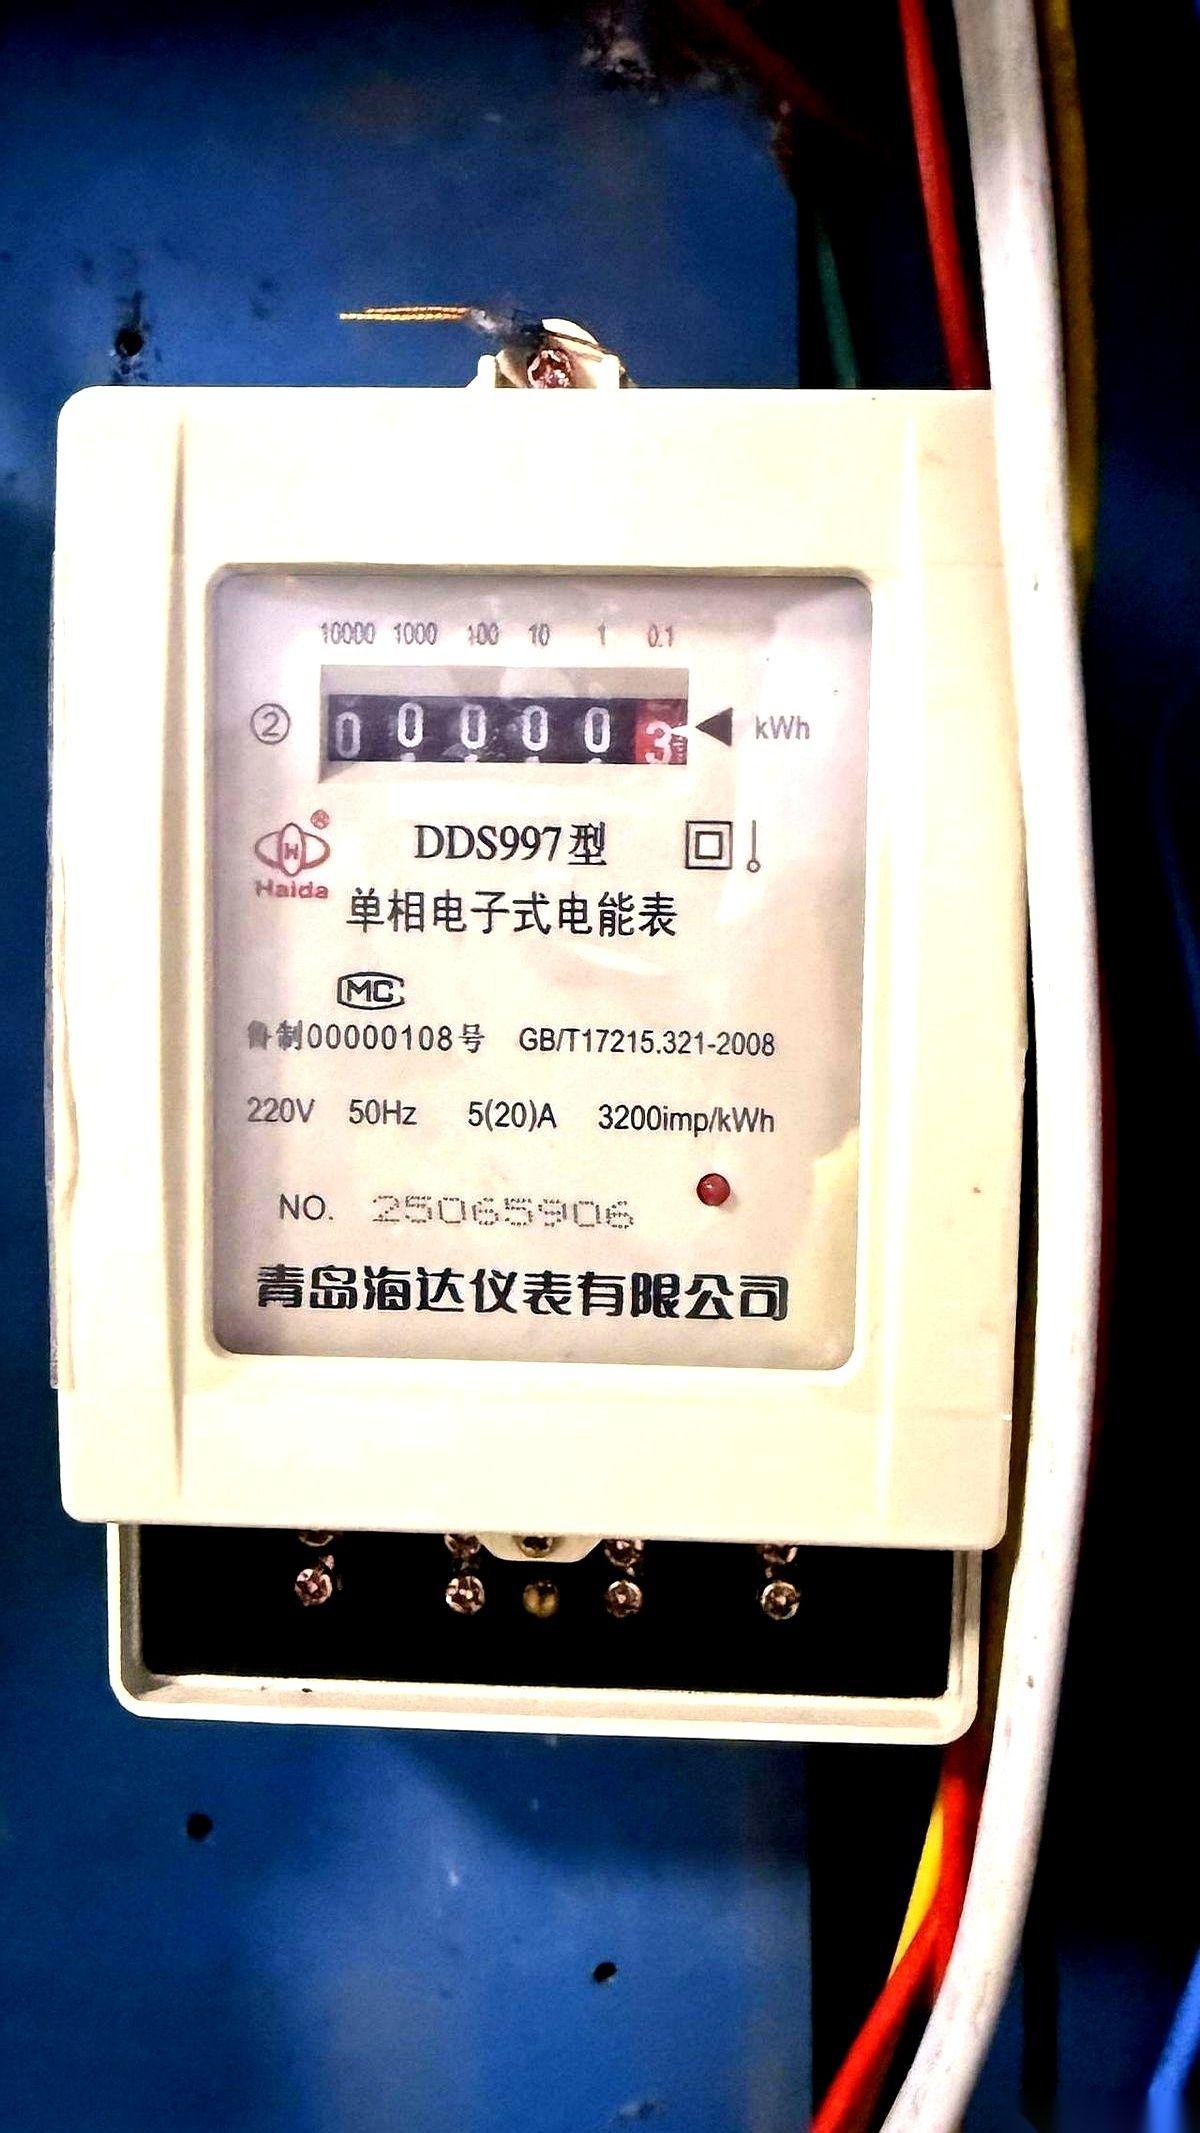 10000 1000 100 10 1 0.1
② 0 0 0 0 0 3 kWh
®
DDS997型
Haida
单相电子式电能表
MC
鲁制00000108号 GB/T17215.321-2008
220V 50Hz 5(20)A 3200imp/kWh
NO. 25065906
青岛海达仪表有限公司